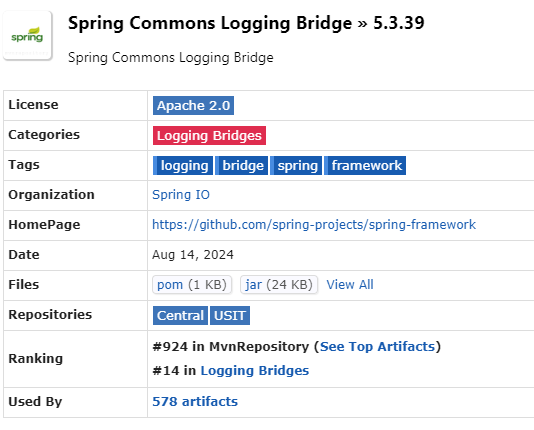 spring
Spring Commons Logging Bridge » 5.3.39
Spring Commons Logging Bridge
License Apache 2.0
Categories Logging Bridges
Tags logging bridge spring framework
Organization Spring IO
HomePage https://github.com/spring-projects/spring-framework
Date Aug 14, 2024
Files pom (1 KB) jar (24 KB) View All
Repositories Central USIT
Ranking #924 in MvnRepository (See Top Artifacts)
#14 in Logging Bridges
Used By 578 artifacts